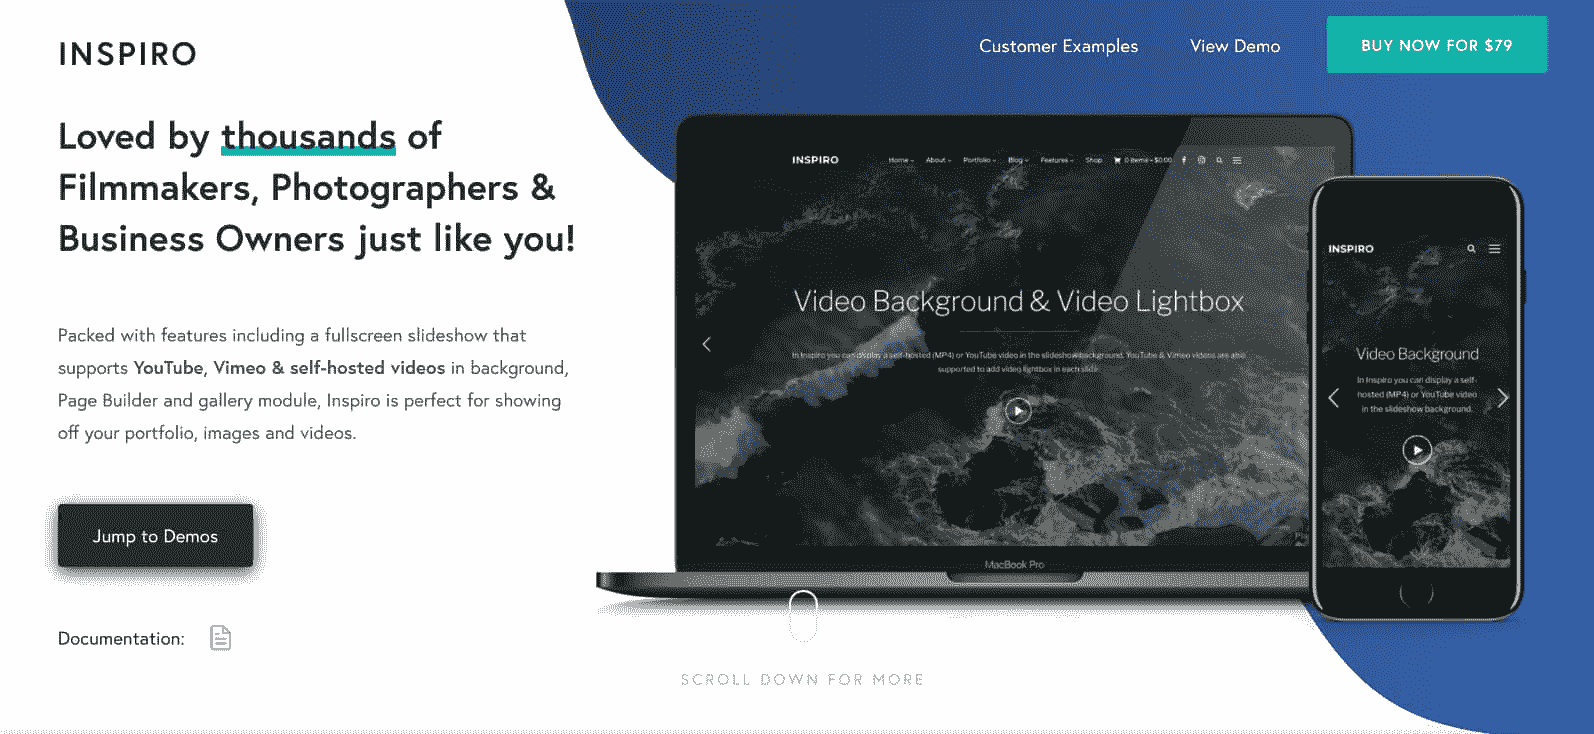 INSPIRO
Customer Examples
View Demo
BUY NOW FOR $79
Loved by thousands of
Filmmakers, Photographers &
Business Owners just like you!
Packed with features including a fullscreen slideshow that
supports YouTube, Vimeo & self-hosted videos in background,
Page Builder and gallery module, Inspiro is perfect for showing
off your portfolio, images and videos.
Jump to Demos
Documentation:
INSPIRO
Home
About
Portfolio
Blog
Features
Shop
0 items - $0.00
Video Background & Video Lightbox
In Inspiro you can display a self-hosted (MP4) or YouTube video in the slideshow background. YouTube & Vimeo videos are also
supported to add video lightbox in each slide.
MacBook Pro
INSPIRO
Video Background
In Inspiro you can display a self-
hosted (MP4) or YouTube video
in the slideshow background.
SCROLL DOWN FOR MORE